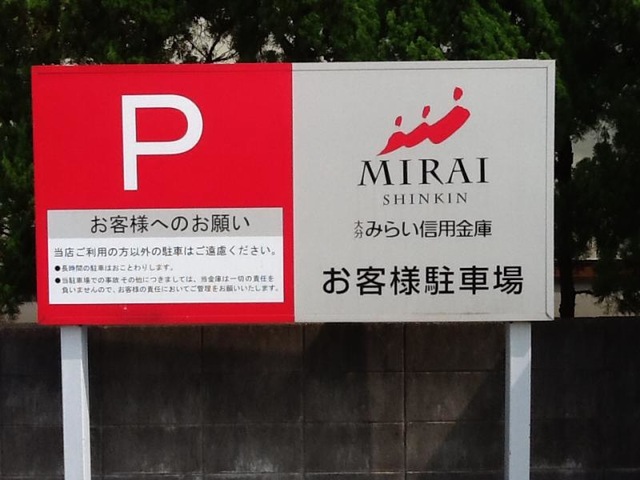 P
お客様へのお願い
当店ご利用の方以外の駐車はご遠慮ください。
●長時間の駐車はおことわりします。
●当駐車場での事故その他につきましては、当金庫は一切の責任を
負いませんので、お客様の責任においてご管理をお願いいたします。
MIRAI
SHINKIN
大分みらい信用金庫
お客様駐車場